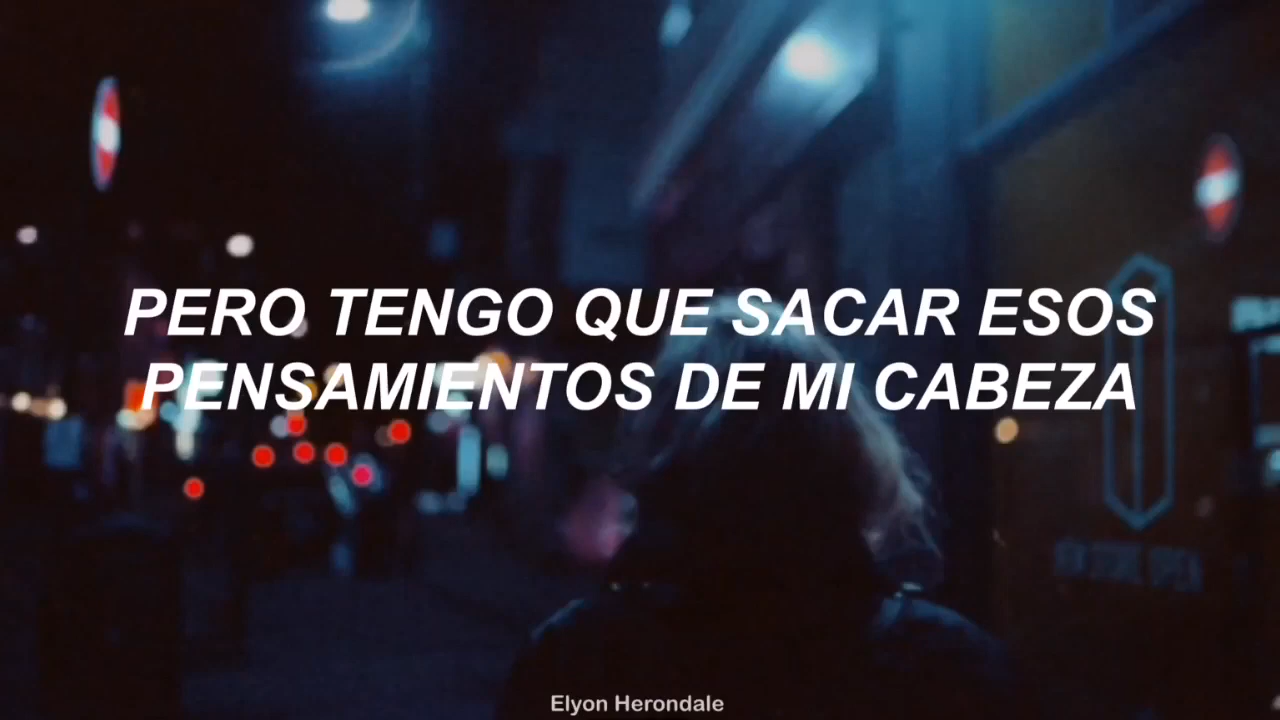 PERO TENGO QUE SACAR ESOS
PENSAMIENTOS DE MI CABEZA
Elyon Herondale